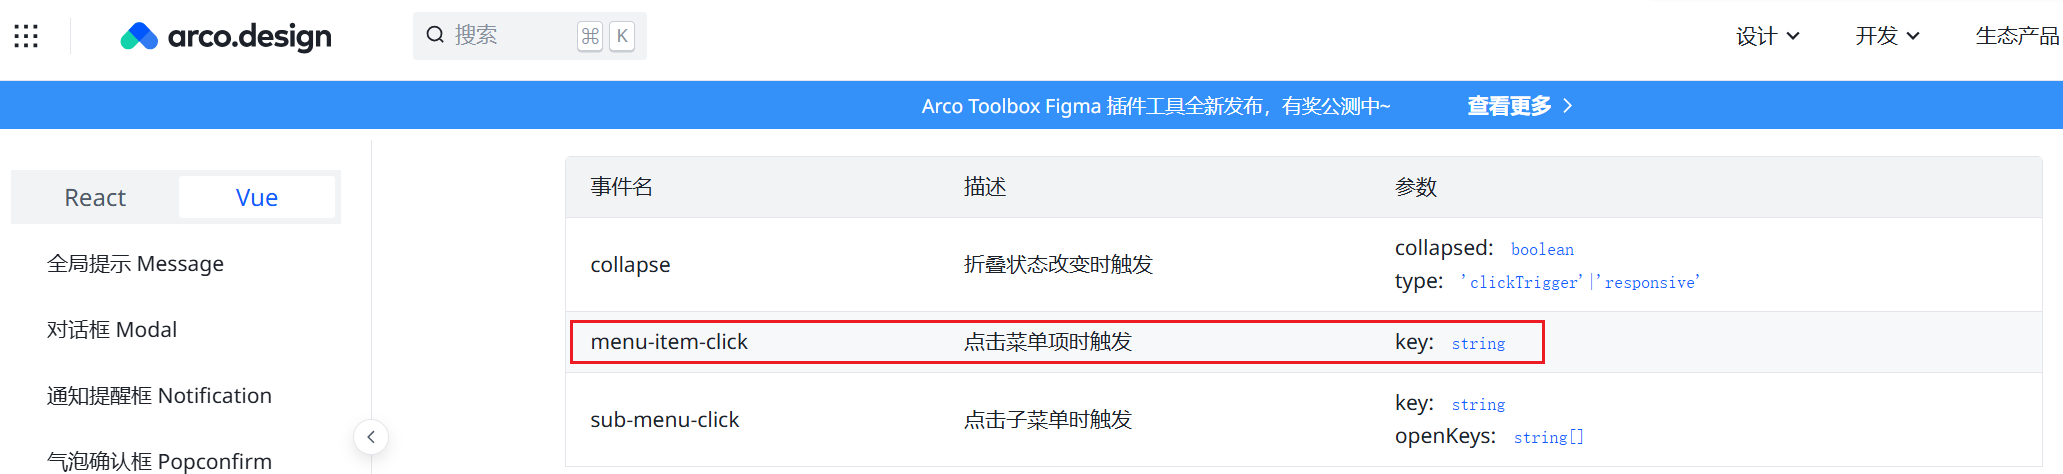 arco.design
搜索
⌘ K
设计
开发
生态产品
Arco Toolbox Figma 插件工具全新发布，有奖公测中~ 查看更多
React Vue
全局提示 Message
对话框 Modal
通知提醒框 Notification
气泡确认框 Popconfirm
事件名 描述 参数
collapse 折叠状态改变时触发 collapsed: boolean
type: 'clickTrigger'|'responsive'
menu-item-click 点击菜单项时触发 key: string
sub-menu-click 点击子菜单时触发 key: string
openKeys: string[]